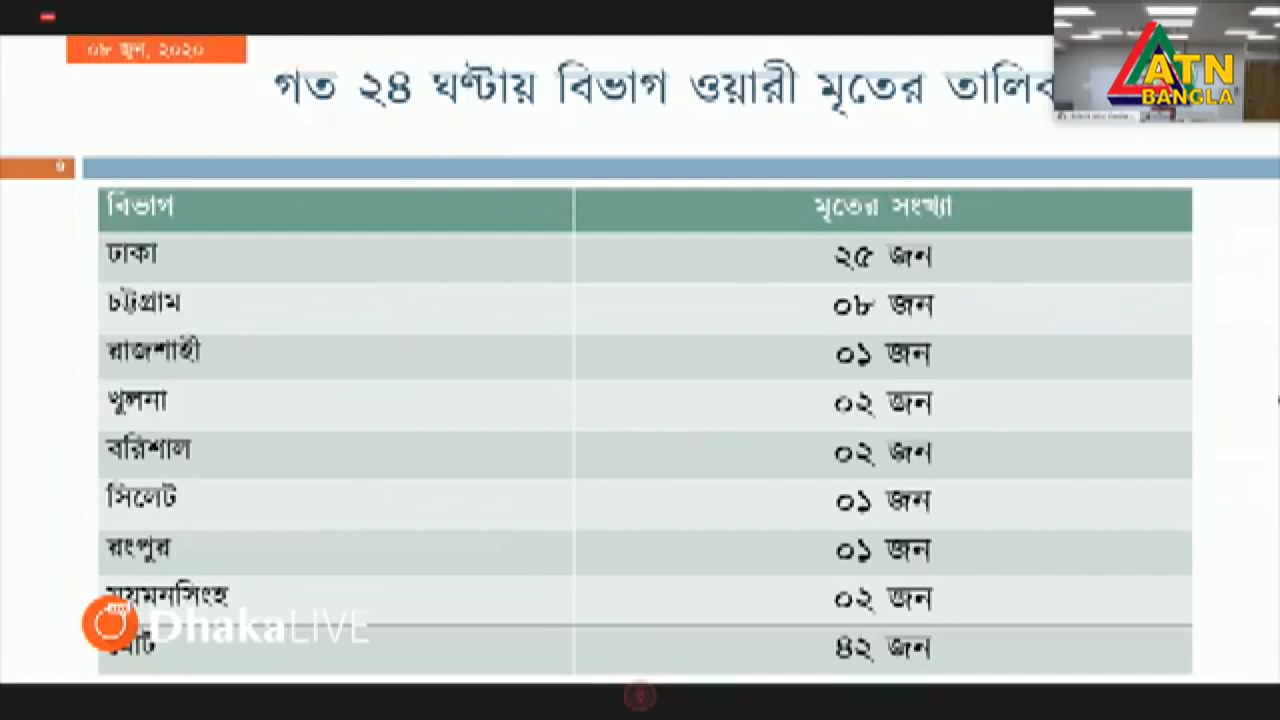 ০৮ জুন, ২০২০
গত ২৪ ঘণ্টায় বিভাগ ওয়ারী মৃতের
ATN
BANGLA
৭
বিভাগ মৃতের সংখ্যা
ঢাকা ২৫ জন
চট্টগ্রাম ০৮ জন
রাজশাহী ০১ জন
খুলনা ০২ জন
বরিশাল ০২ জন
সিলেট ০১ জন
রংপুর ০১ জন
ময়মনসিংহ ০২ জন
DhakaLIVE
মোট ৪২ জন